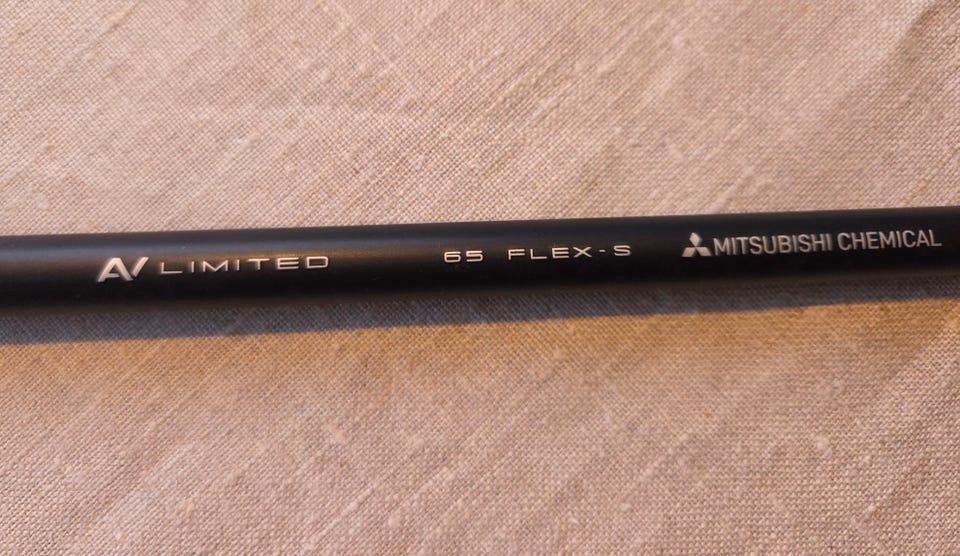 AV LIMITED 65 FLEX-S MITSUBISHI CHEMICAL